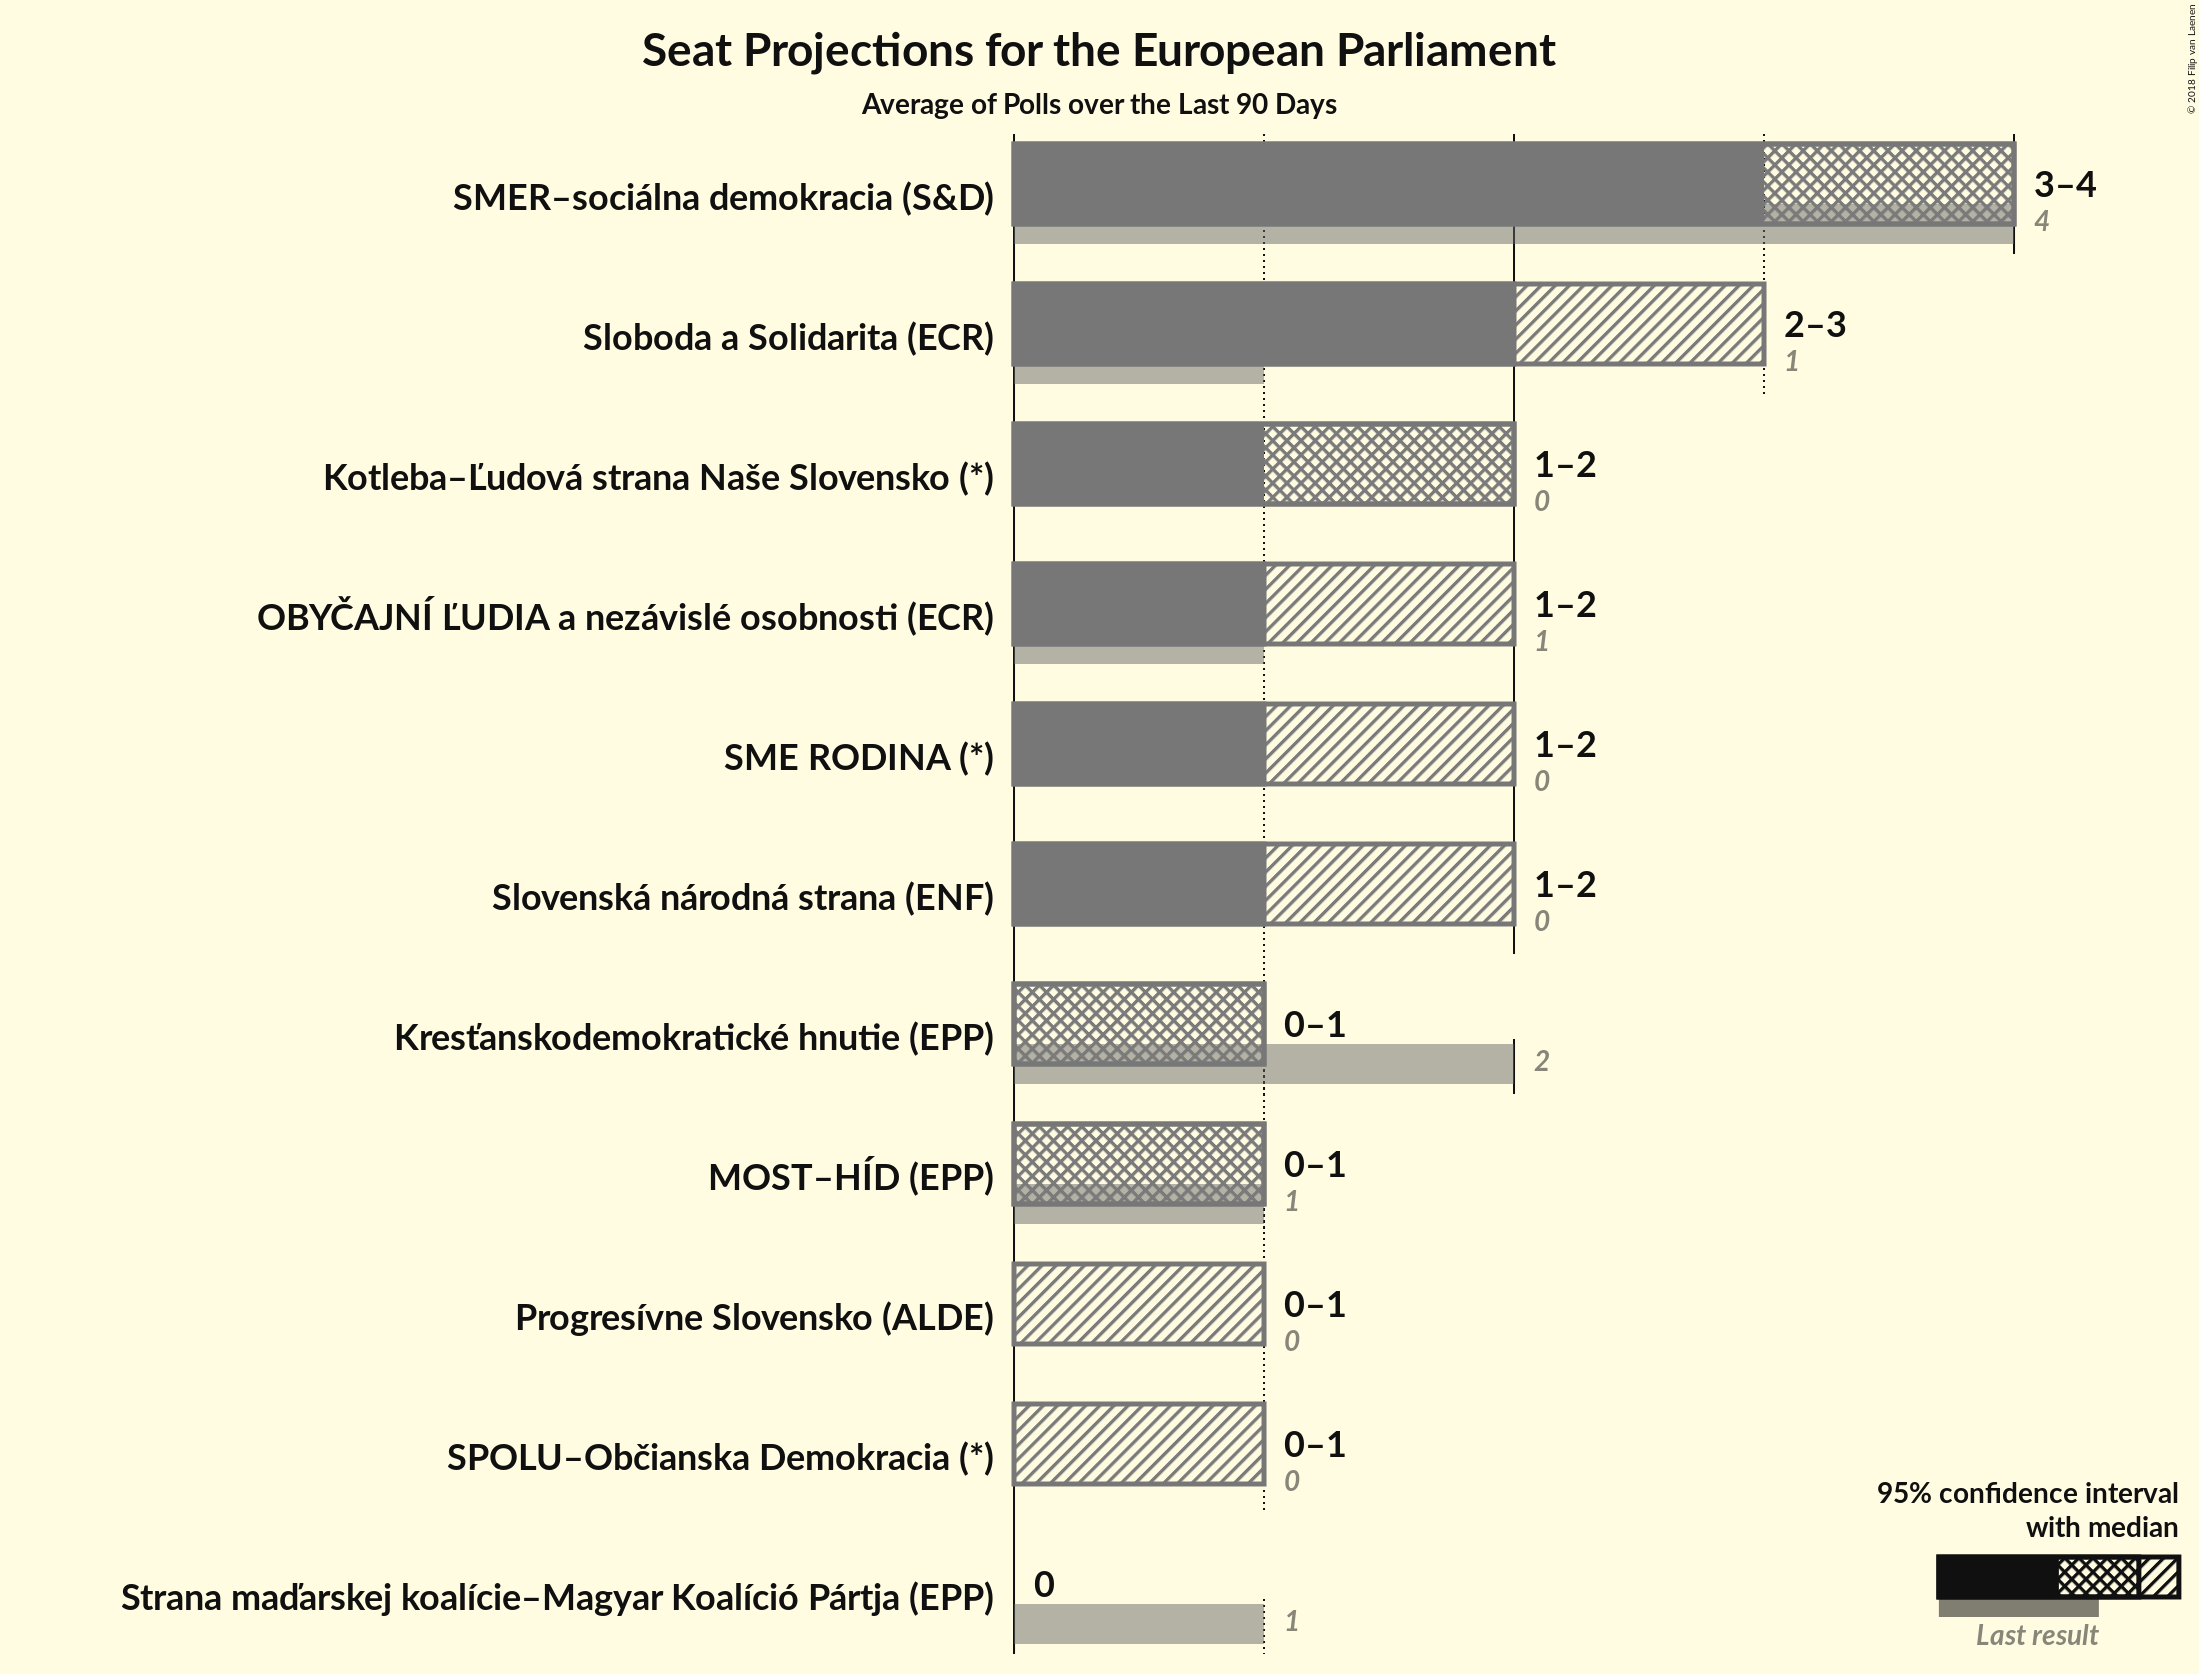 Seat Projections for the European Parliament
Average of Polls over the Last 90 Days
© 2018 Filip van Laenen
SMER–sociálna demokracia (S&D)
3–4
4
Sloboda a Solidarita (ECR)
2–3
1
Kotleba–Ľudová strana Naše Slovensko (*)
1–2
0
OBYČAJNÍ ĽUDIA a nezávislé osobnosti (ECR)
1–2
1
SME RODINA (*)
1–2
0
Slovenská národná strana (ENF)
1–2
0
Kresťanskodemokratické hnutie (EPP)
0–1
2
MOST–HÍD (EPP)
0–1
1
Progresívne Slovensko (ALDE)
0–1
0
SPOLU–Občianska Demokracia (*)
0–1
0
Strana maďarskej koalície–Magyar Koalíció Pártja (EPP)
0
1
95% confidence interval
with median
Last result